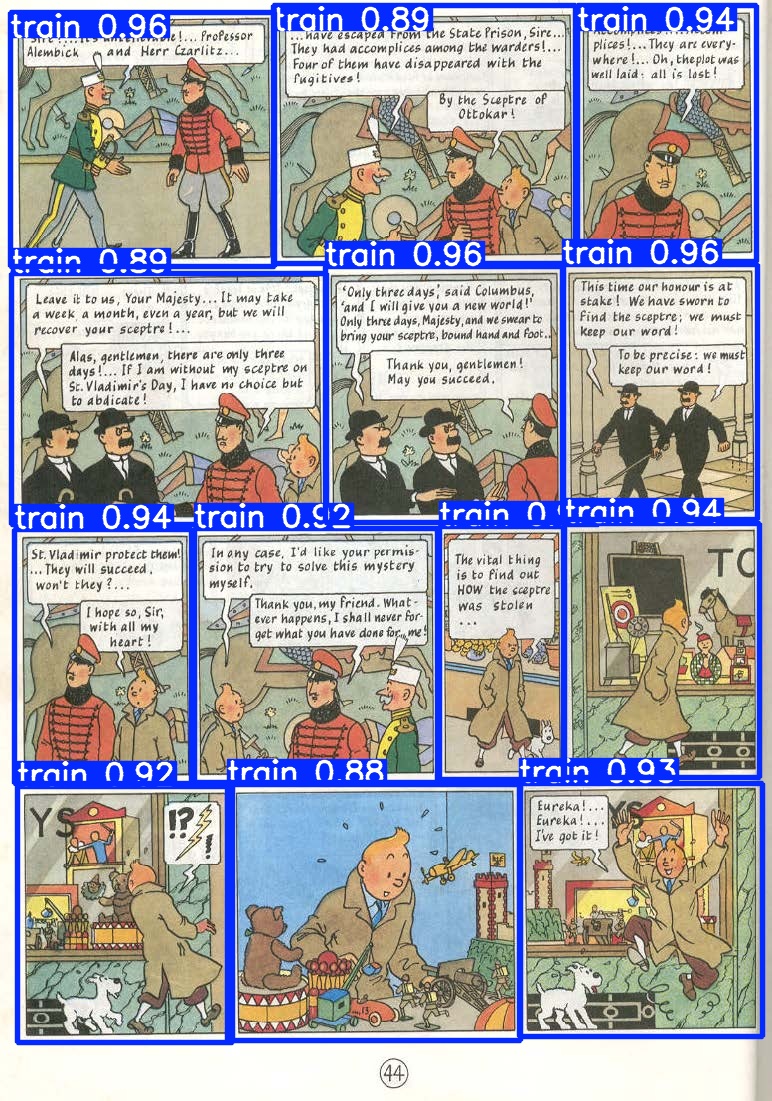 train 0.96
Professor
Alembick and Herr Czarlitz...
train 0.89
...have escaped from the State Prison, Sire...
They had accomplices among the warders!...
Four of them have disappeared with the
fugitives!
By the Sceptre of
Ottokar!
train 0.94
plices!...They are every-
where!... Oh, the plot was
well laid: all is lost!
train 0.89
Leave it to us, Your Majesty... It may take
a week a month, even a year, but we will
recover your sceptre!...
Alas, gentlemen, there are only three
days!... If I am without my sceptre on
St. Vladimir's Day, I have no choice but
to abdicate!
train 0.96
'Only three days', said Columbus,
'and I will give you a new world!'
Only three days, Majesty, and we swear to
bring your sceptre, bound hand and foot..
Thank you, gentlemen!
May you succeed.
train 0.96
This time our honour is at
stake! We have sworn to
find the sceptre; we must
keep our word!
To be precise: we must
keep our word!
train 0.94
St. Vladimir protect them!
...They will succeed,
won't they?...
I hope so, Sir,
with all my
heart!
train 0.92
In any case, I'd like your permis-
sion to try to solve this mystery
myself.
Thank you, my friend. What-
ever happens, I shall never for-
get what you have done for me!
train
The vital thing
is to find out
HOW the sceptre
was stolen
...
train 0.94
TO
train 0.92
YS
!?
!
train 0.88
13
train 0.93
Eureka!...
Eureka!...
I've got it!
YS
44